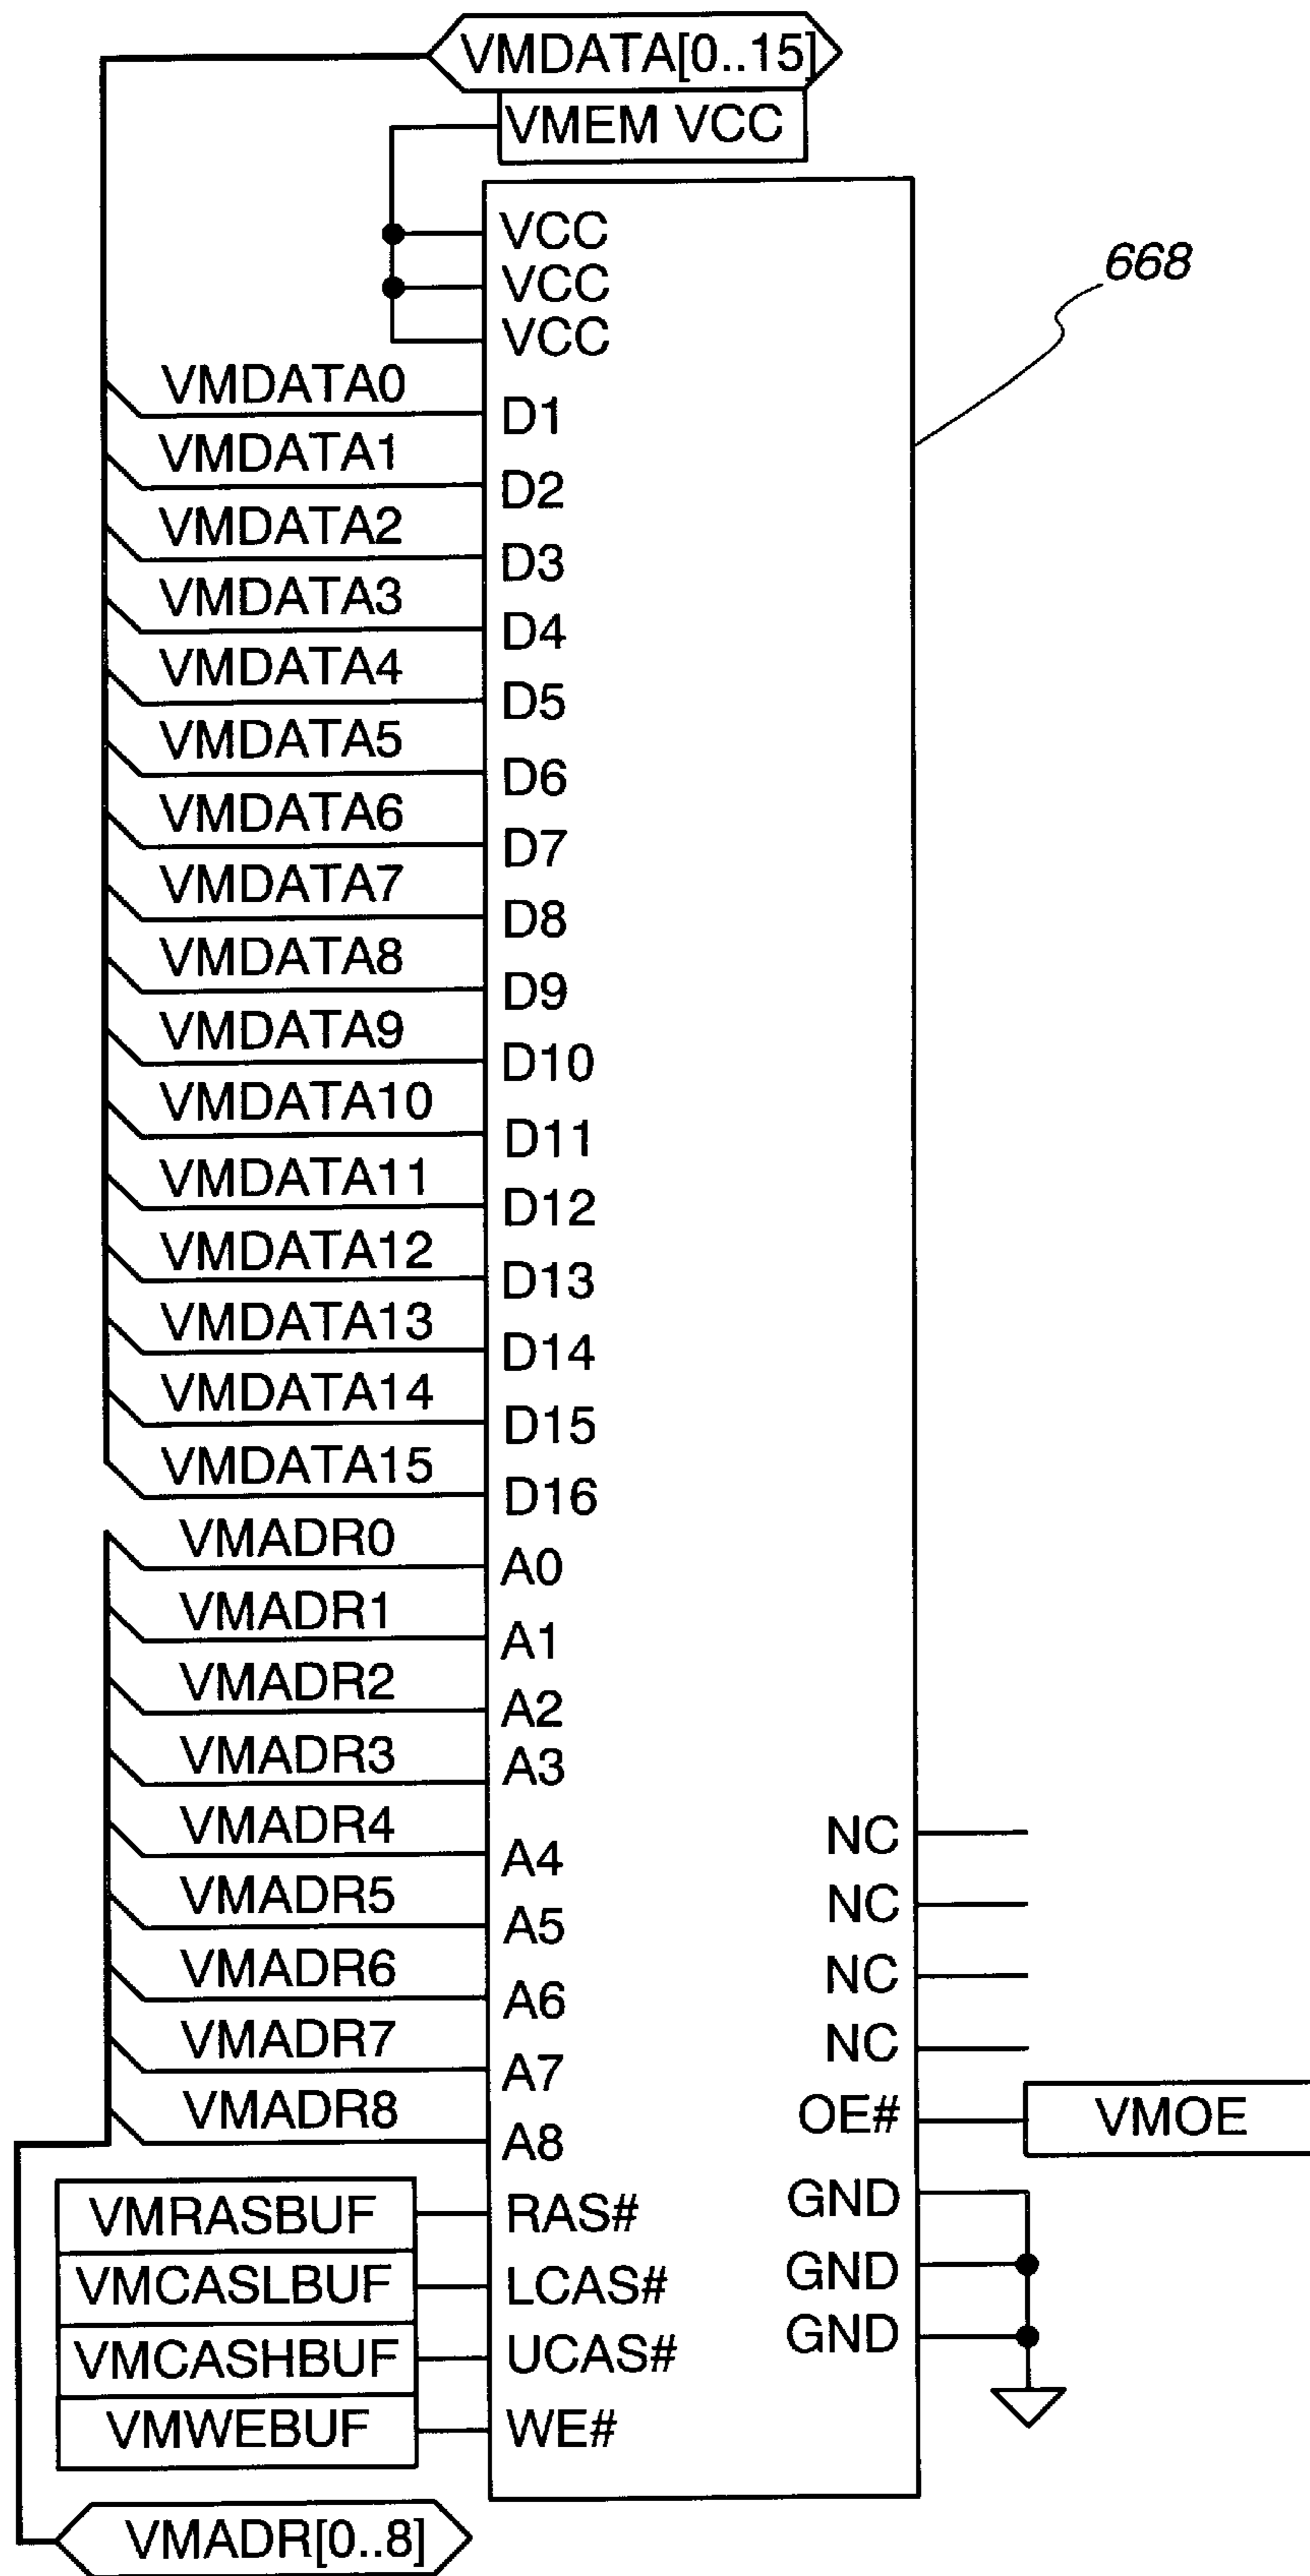 VMDATA[0..15]
VMEM VCC
VCC
668
VCC
VCC
VMDATA0
D1
VMDATA1
D2
VMDATA2
D3
VMDATA3
D4
VMDATA4
D5
VMDATA5
D6
VMDATA6
D7
VMDATA7
D8
VMDATA8
D9
VMDATA9
D10
VMDATA10
D11
VMDATA11
D12
VMDATA12
D13
VMDATA13
D14
VMDATA14
D15
VMDATA15
D16
VMADR0
A0
VMADR1
A1
VMADR2
A2
VMADR3
A3
VMADR4
A4
NC
VMADR5
A5
NC
VMADR6
A6
NC
VMADR7
A7
NC
VMADR8
A8
OE#
VMOE
VMRASBUF
RAS#
GND
VMCASLBUF
LCAS#
GND
VMCASHBUF
UCAS#
GND
VMWEBUF
WE#
VMADR[0..8]